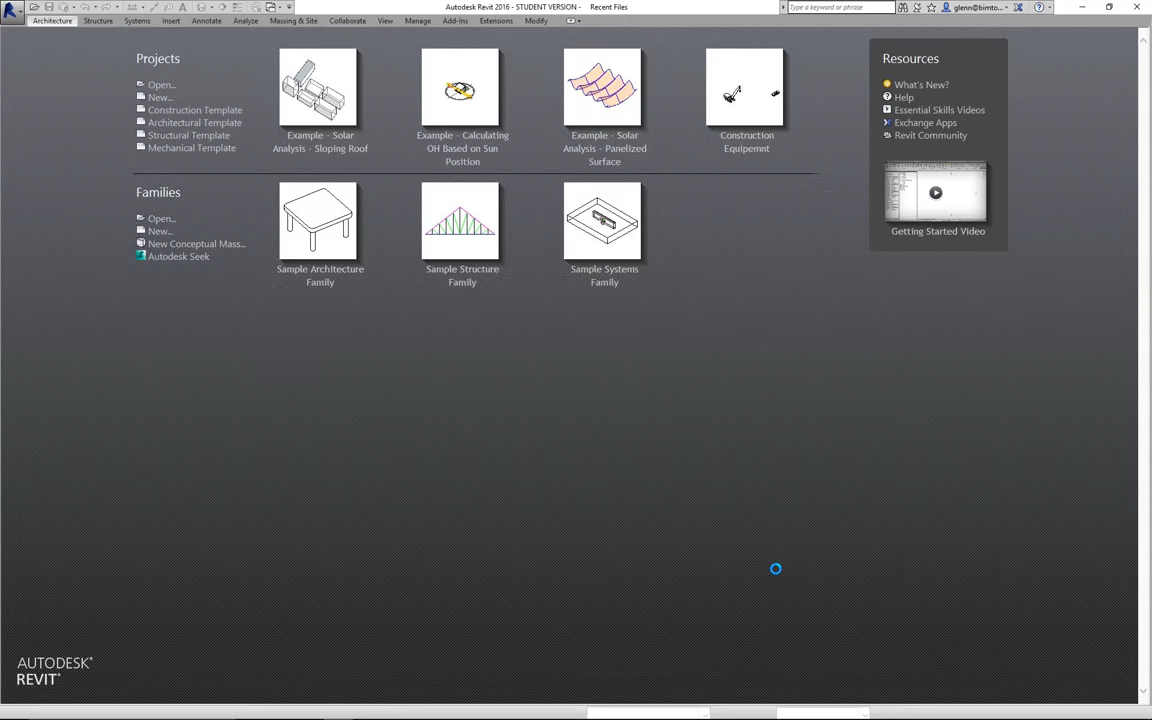 Autodesk Revit 2016 - STUDENT VERSION - Recent Files
Type a keyword or phrase
glenn@bimto...
Architecture Structure Systems Insert Annotate Analyze Massing & Site Collaborate View Manage Add-Ins Extensions Modify
Projects
Open...
New...
Construction Template
Architectural Template
Structural Template
Mechanical Template
Example - Solar
Analysis - Sloping Roof
Example - Calculating
OH Based on Sun
Position
Example - Solar
Analysis - Panelized
Surface
Construction
Equipemnt
Families
Open...
New...
New Conceptual Mass...
Autodesk Seek
Sample Architecture
Family
Sample Structure
Family
Sample Systems
Family
Resources
What's New?
Help
Essential Skills Videos
Exchange Apps
Revit Community
Getting Started Video
AUTODESK®
REVIT®